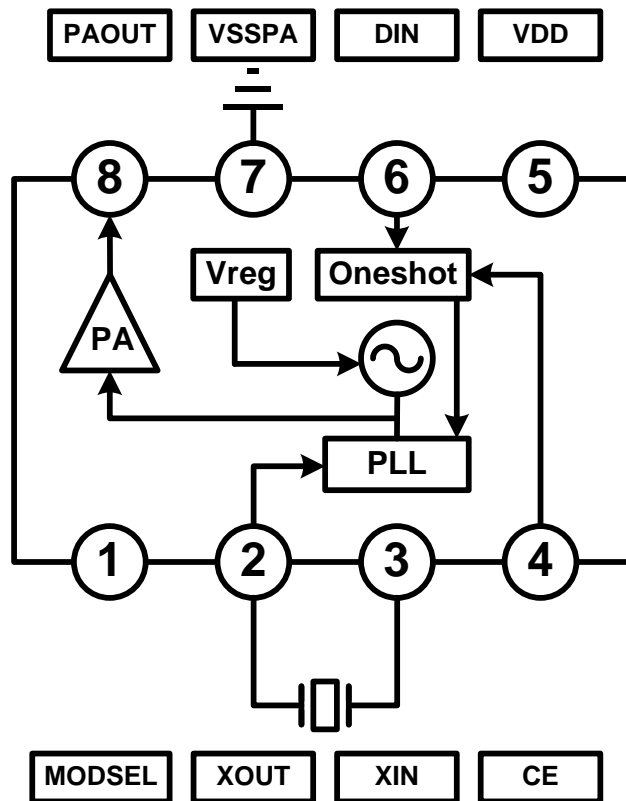 PAOUT VSSPA DIN VDD
8 7 6 5
Vreg Oneshot
PA
PLL
1 2 3 4
MODSEL XOUT XIN CE